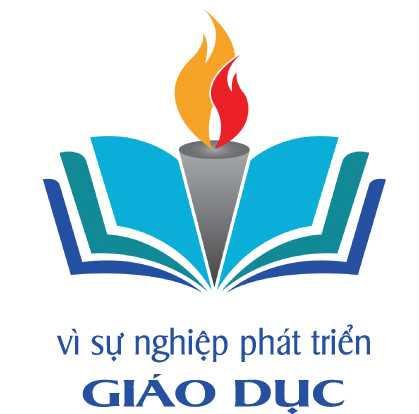 vì sự nghiệp phát triển
GIÁO DỤC